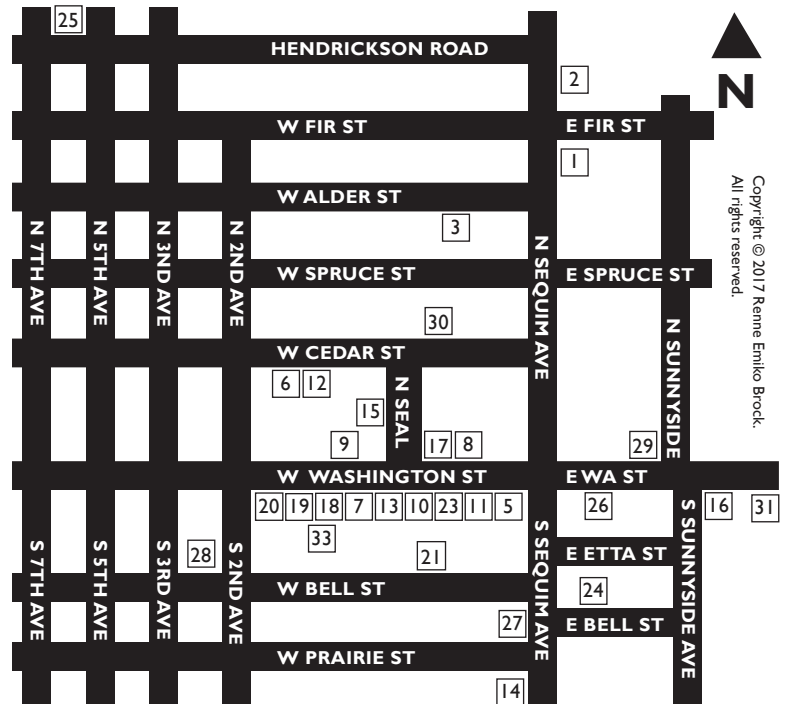 25
HENDRICKSON ROAD
2
N
W FIR ST
E FIR ST
1
W ALDER ST
Copyright © 2017 Renne Emiko Brock.
All rights reserved.
3
N 7TH AVE
N 5TH AVE
N 3ND AVE
N 2ND AVE
N SEQUIM AVE
W SPRUCE ST
E SPRUCE ST
30
N SUNNYSIDE
W CEDAR ST
6
12
N SEAL
15
9
17
8
29
W WASHINGTON ST
E WA ST
20
19
18
7
13
10
23
11
5
26
16
31
33
28
21
S 7TH AVE
S 5TH AVE
S 3RD AVE
S 2ND AVE
S SEQUIM AVE
S SUNNYSIDE AVE
E ETTA ST
W BELL ST
24
27
E BELL ST
W PRAIRIE ST
14